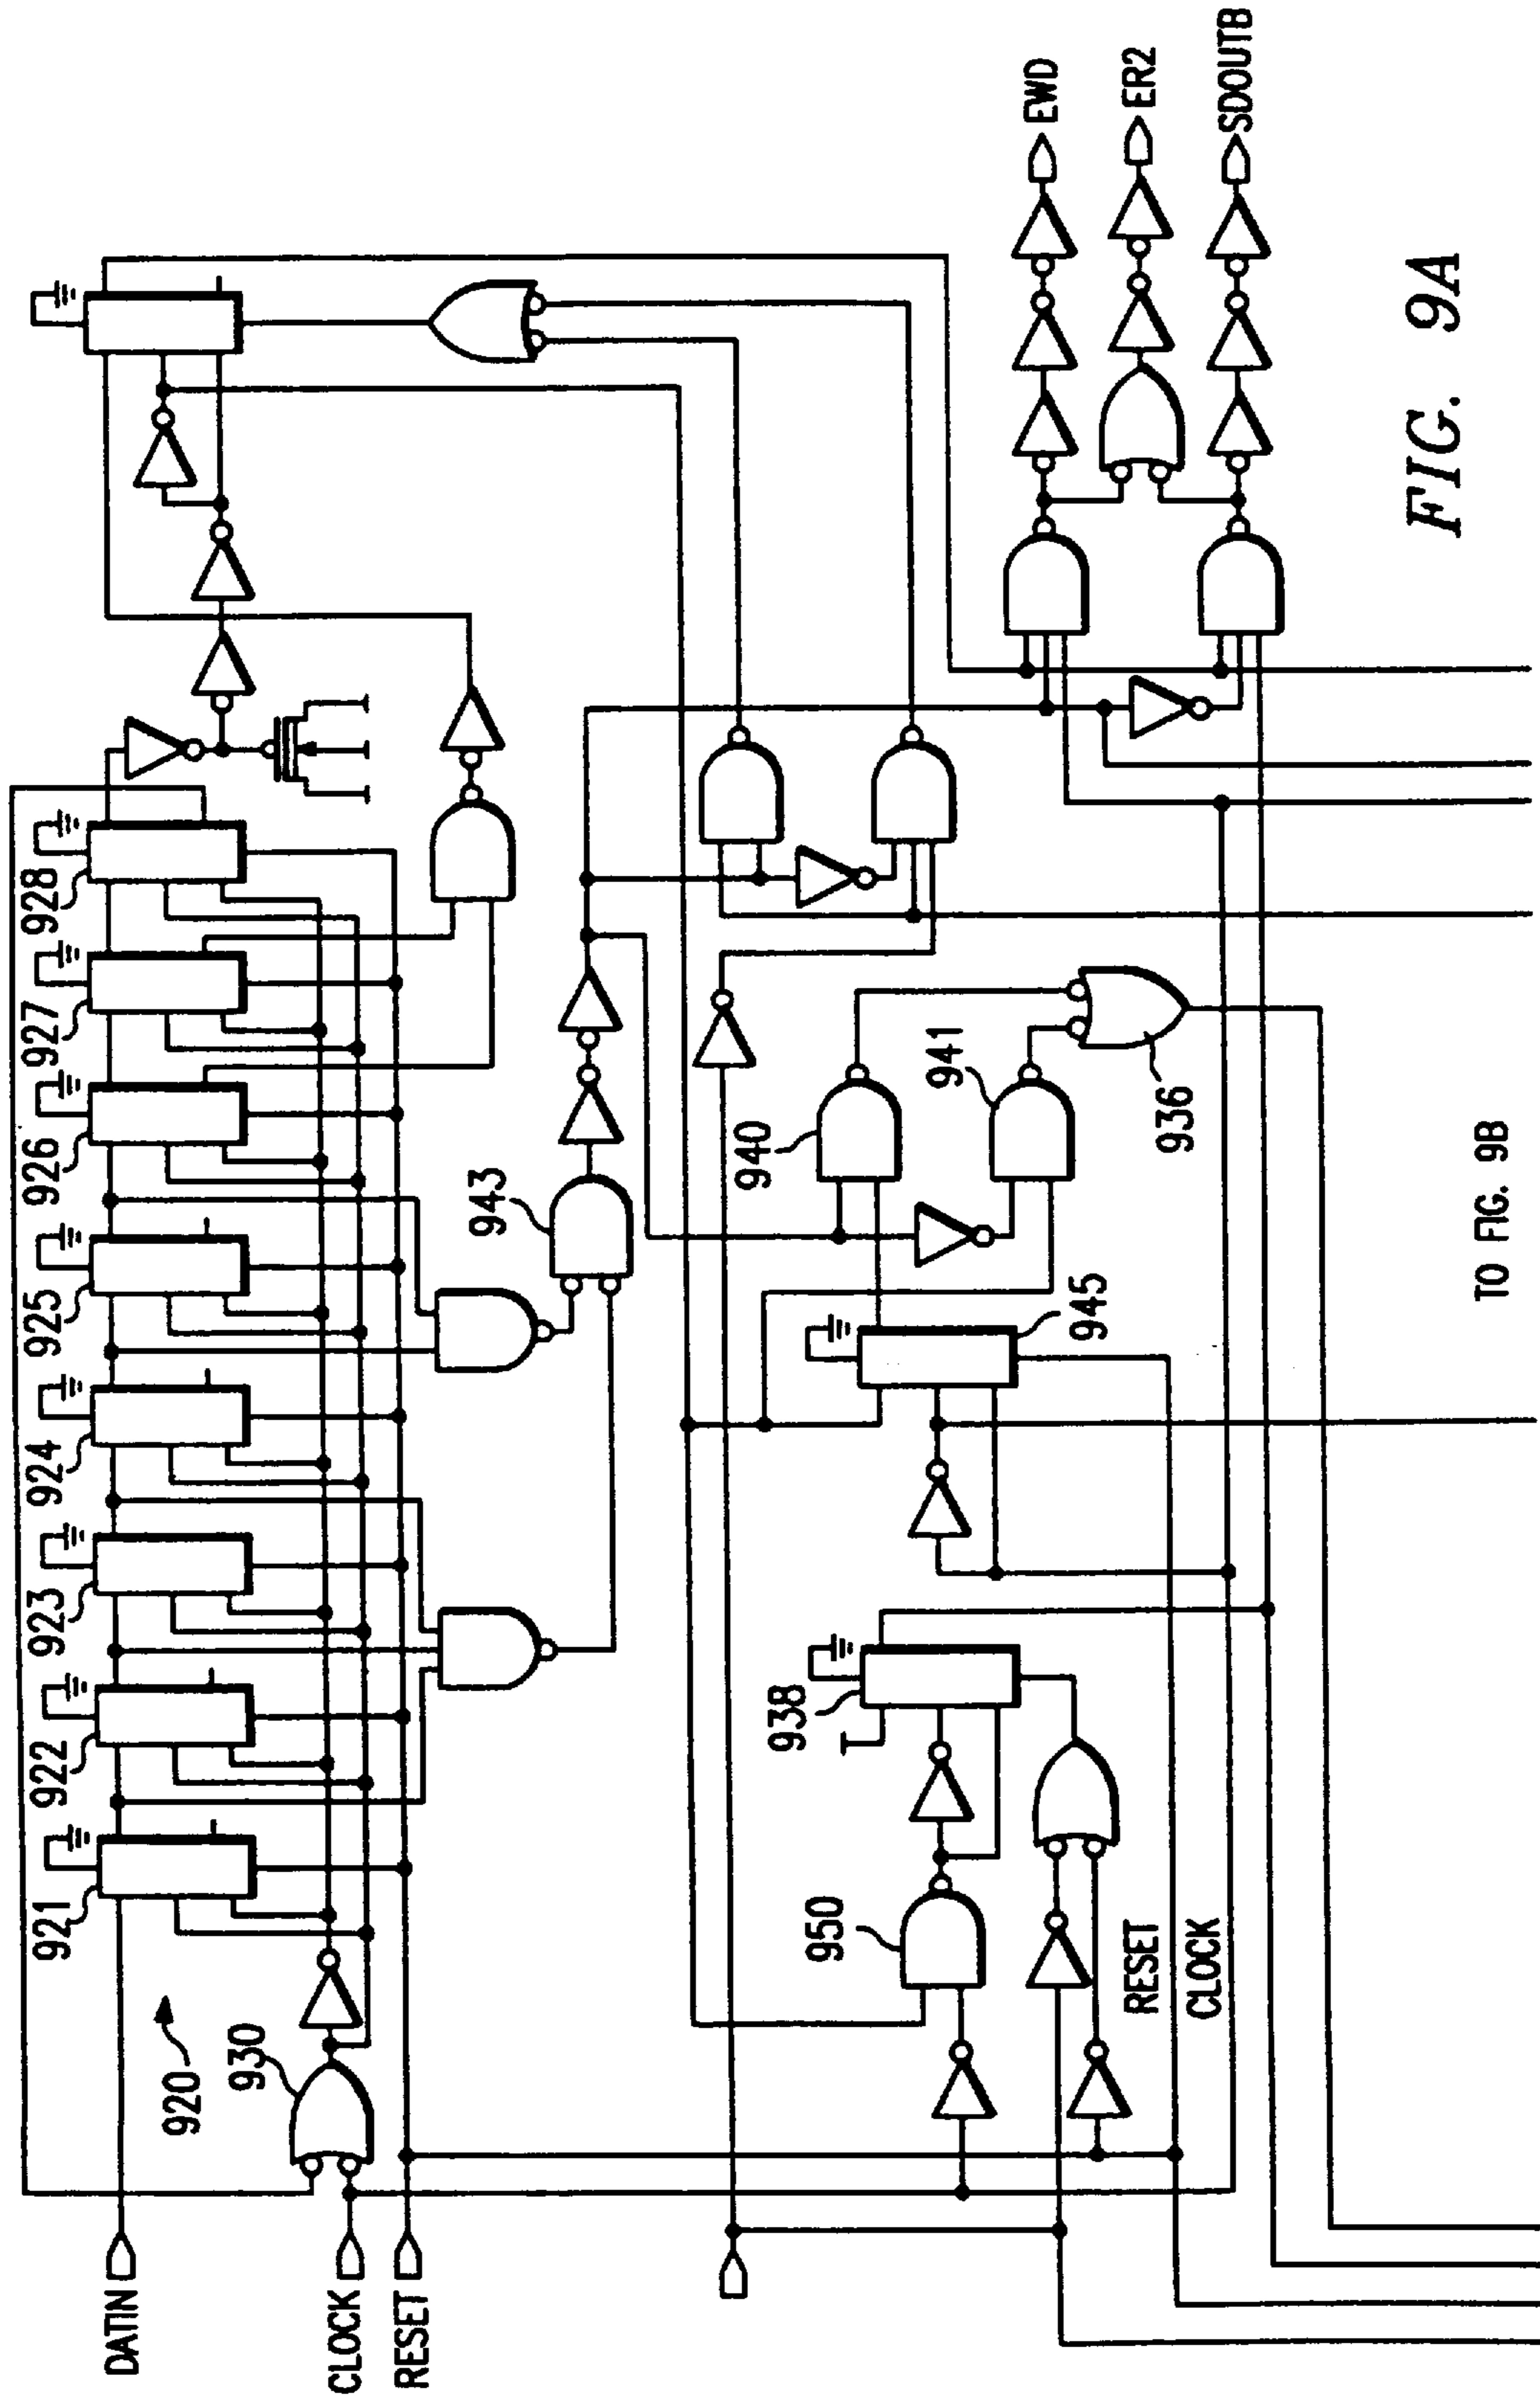 DATIN
CLOCK
RESET
920
930
921
922
923
924
925
926
927
928
943
950
938
945
940
941
936
RESET
CLOCK
EWD
ER2
SDOUTB
TO FIG. 9B
FIG. 9A